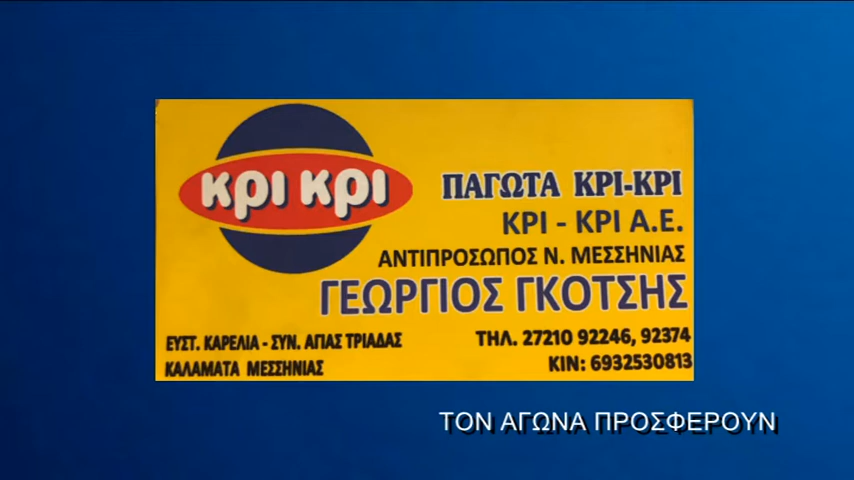 κρι κρι
ΠΑΓΩΤΑ ΚΡΙ-ΚΡΙ
ΚΡΙ - ΚΡΙ Α.Ε.
ΑΝΤΙΠΡΟΣΩΠΟΣ Ν. ΜΕΣΣΗΝΙΑΣ
ΓΕΩΡΓΙΟΣ ΓΚΟΤΣΗΣ
ΕΥΣΤ. ΚΑΡΕΛΙΑ - ΣΥΝ. ΑΓΙΑΣ ΤΡΙΑΔΑΣ
ΚΑΛΑΜΑΤΑ ΜΕΣΣΗΝΙΑΣ
ΤΗΛ. 27210 92246, 92374
ΚΙΝ: 6932530813
ΤΟΝ ΑΓΩΝΑ ΠΡΟΣΦΕΡΟΥΝ